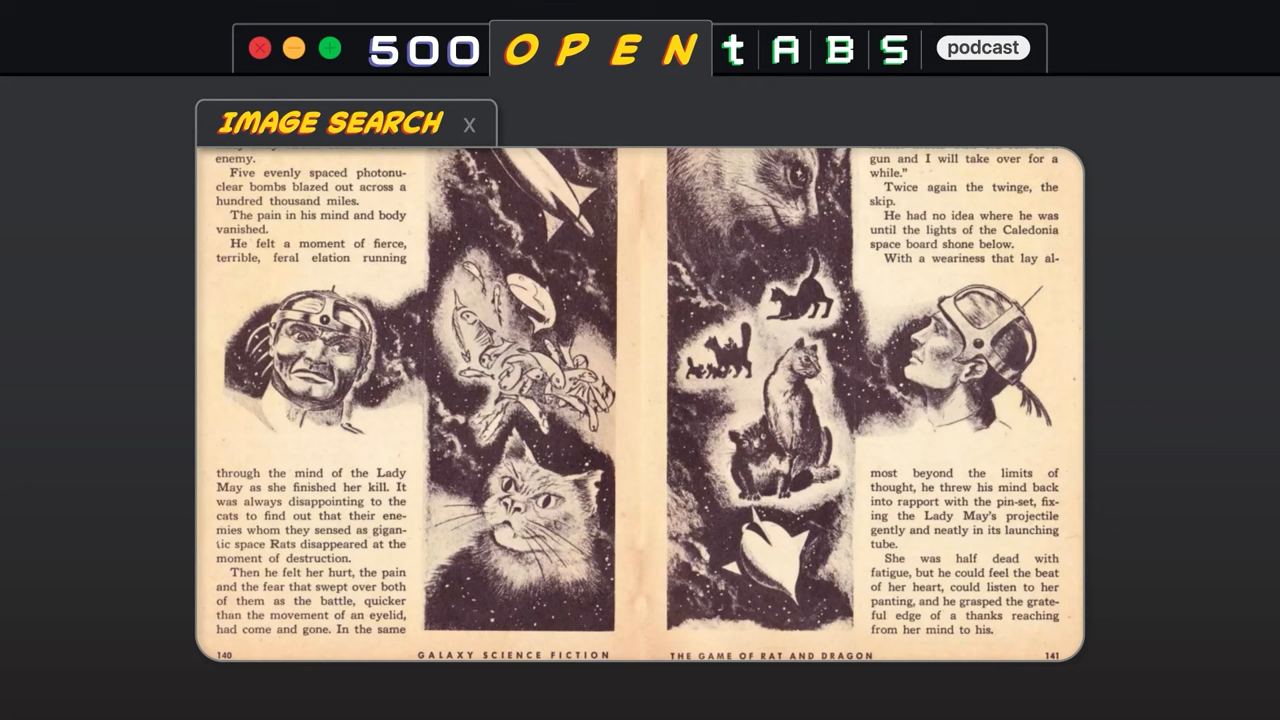 500 OPEN tABS podcast
IMAGE SEARCH X
enemy.
Five evenly spaced photonu-
clear bombs blazed out across a
hundred thousand miles.
The pain in his mind and body
vanished.
He felt a moment of fierce,
terrible, feral elation running
through the mind of the Lady
May as she finished her kill. It
was always disappointing to the
cats to find out that their ene-
mies whom they sensed as gigan-
tic space Rats disappeared at the
moment of destruction.
Then he felt her hurt, the pain
and the fear that swept over both
of them as the battle, quicker
than the movement of an eyelid,
had come and gone. In the same
140
GALAXY SCIENCE FICTION
gun and I will take over for a
while."
Twice again the twinge, the
skip.
He had no idea where he was
until the lights of the Caledonia
space board shone below.
With a weariness that lay al-
most beyond the limits of
thought, he threw his mind back
into rapport with the pin-set, fix-
ing the Lady May's projectile
gently and neatly in its launching
tube.
She was half dead with
fatigue, but he could feel the beat
of her heart, could listen to her
panting, and he grasped the grate-
ful edge of a thanks reaching
from her mind to his.
THE GAME OF RAT AND DRAGON
141